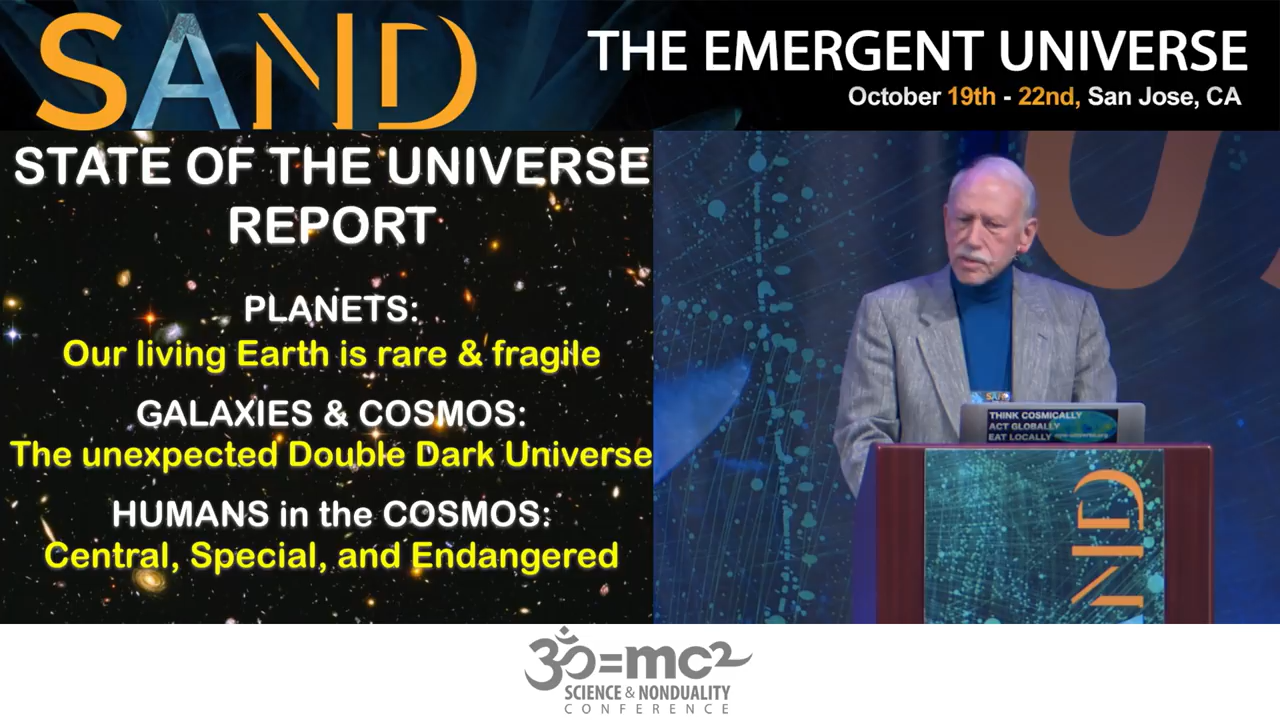 SAND
THE EMERGENT UNIVERSE
October 19th - 22nd, San Jose, CA
STATE OF THE UNIVERSE
REPORT
PLANETS:
Our living Earth is rare & fragile
GALAXIES & COSMOS:
The unexpected Double Dark Universe
HUMANS in the COSMOS:
Central, Special, and Endangered
SAND
THINK COSMICALLY
ACT GLOBALLY
EAT LOCALLY
ND
ॐ=mc²
SCIENCE & NONDUALITY
CONFERENCE